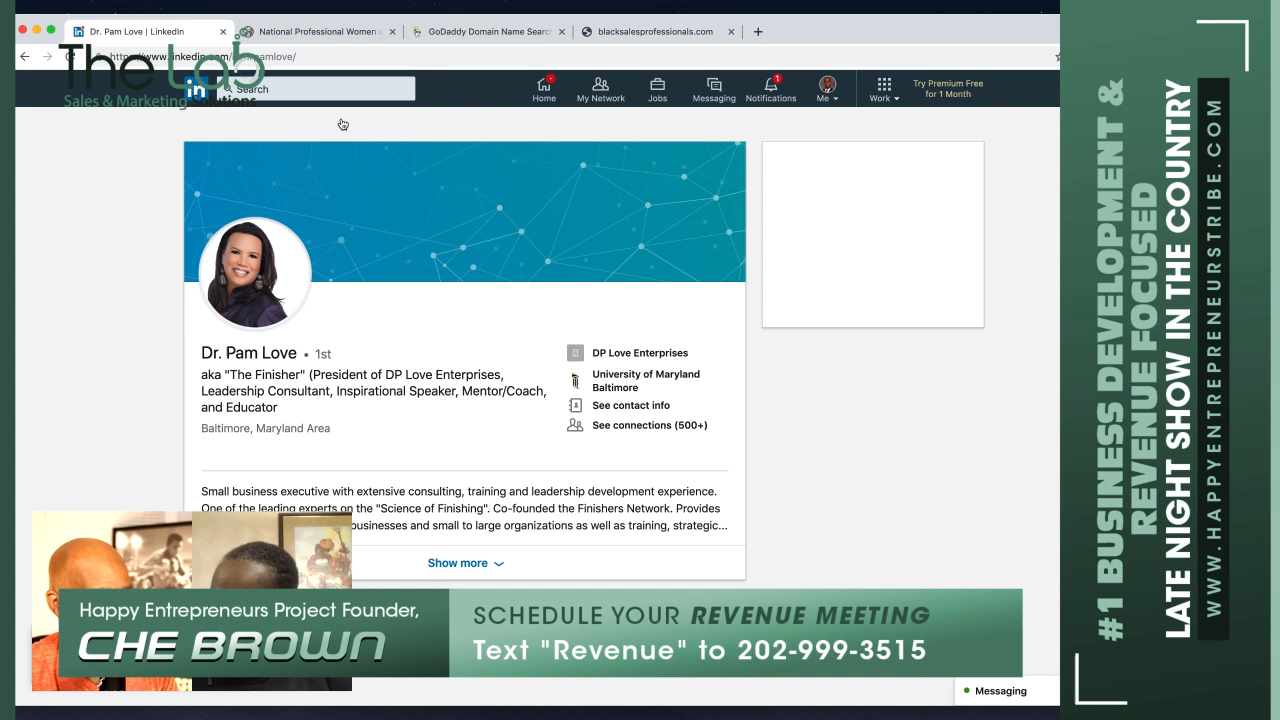 Dr. Pam Love | LinkedIn
National Professional Women
GoDaddy Domain Name Search
blacksalesprofessionals.com
The Lab
Sales & Marketing Solutions
Search
Home
My Network
Jobs
Messaging
1
Notifications
Me
Work
Try Premium Free
for 1 Month
Dr. Pam Love • 1st
aka "The Finisher" (President of DP Love Enterprises,
Leadership Consultant, Inspirational Speaker, Mentor/Coach,
and Educator
Baltimore, Maryland Area
DP Love Enterprises
University of Maryland
Baltimore
See contact info
See connections (500+)
Small business executive with extensive consulting, training and leadership development experience.
One of the leading experts on the "Science of Finishing". Co-founded the Finishers Network. Provides
businesses and small to large organizations as well as training, strategic...
Show more
Happy Entrepreneurs Project Founder,
CHE BROWN
SCHEDULE YOUR REVENUE MEETING
Text "Revenue" to 202-999-3515
Messaging
#1 BUSINESS DEVELOPMENT &
REVENUE FOCUSED
LATE NIGHT SHOW IN THE COUNTRY
WWW.HAPPYENTREPRENEURSTRIBE.COM